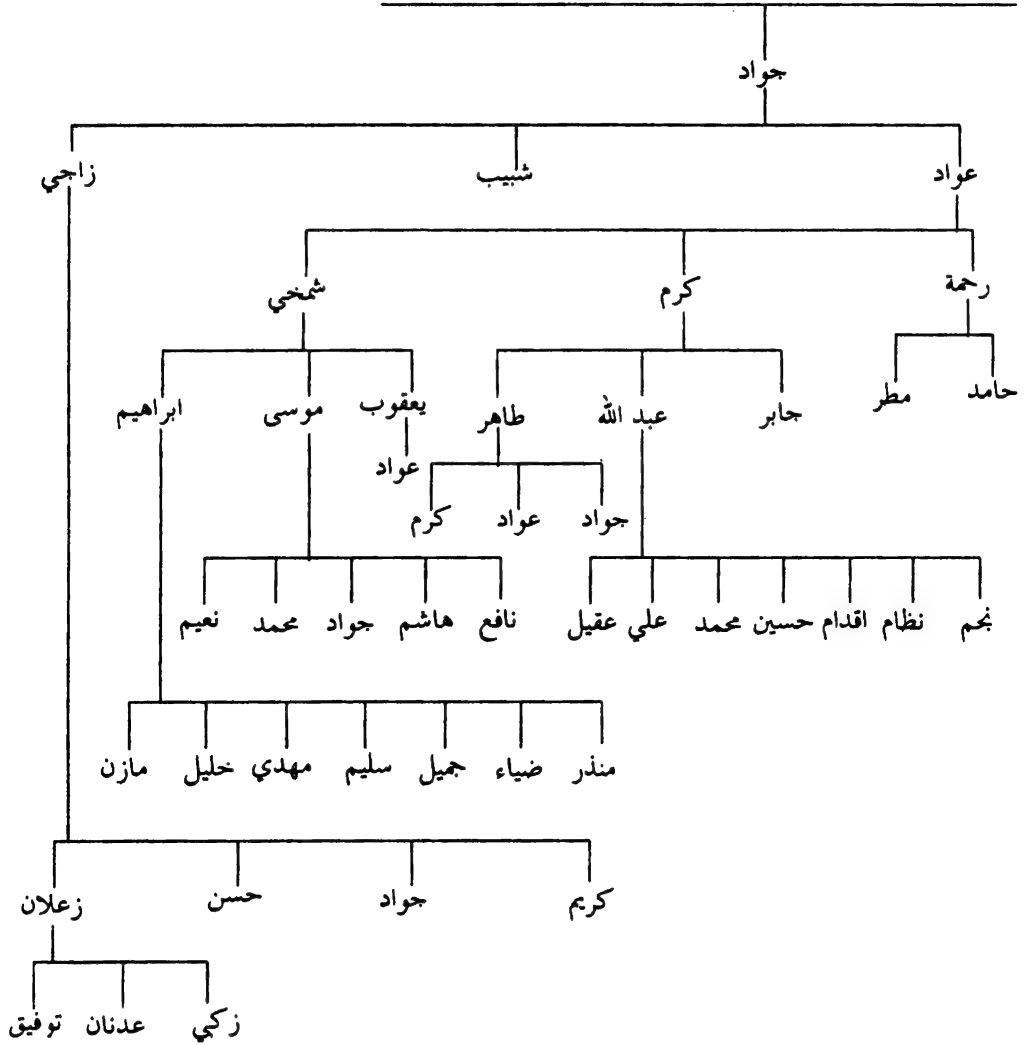 جواد
عواد شبيب زاجي
رحمة كرم شمخي
حامد مطر جابر عبد الله طاهر يعقوب موسى ابراهيم
عواد
جواد عواد كرم
نجم نظام اقدام حسين محمد علي عقيل نافع هاشم جواد محمد نعيم
منذر ضياء جميل سليم مهدي خليل مازن
كريم جواد حسن زعلان
زكي عدنان توفيق